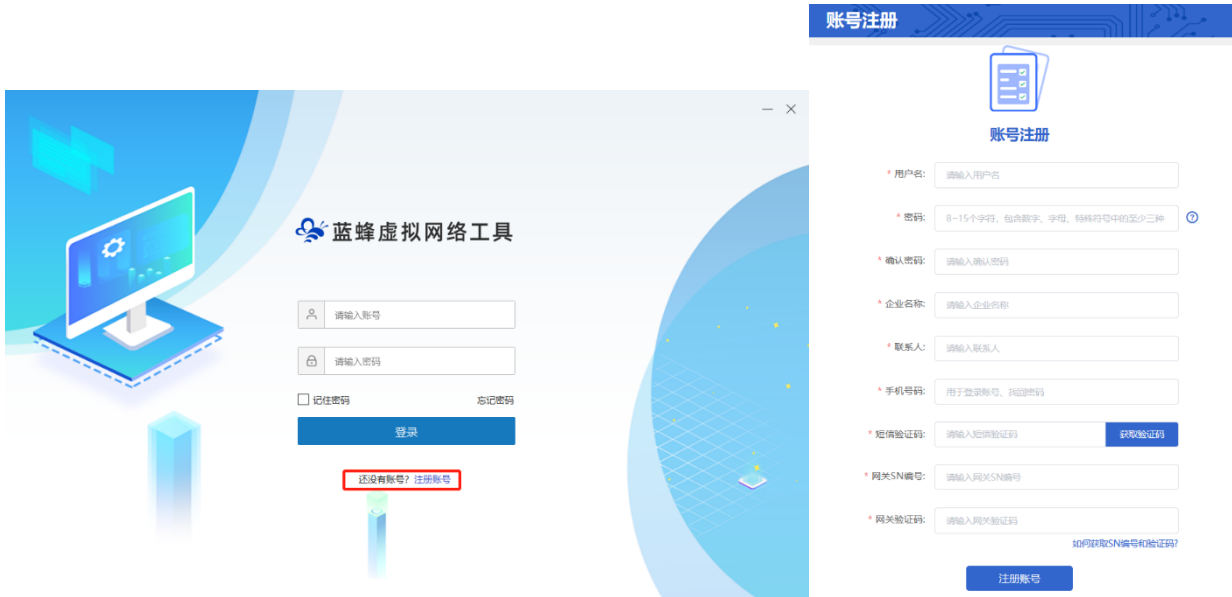 蓝蜂虚拟网络工具
请输入账号
请输入密码
记住密码 忘记密码
登录
还没有账号? 注册账号
账号注册
账号注册
* 用户名: 请输入用户名
* 密码: 8~15个字符，包含数字、字母、特殊符号中的至少三种
* 确认密码: 请输入确认密码
* 企业名称: 请输入企业名称
* 联系人: 请输入联系人
* 手机号码: 用于登录账号、找回密码
* 短信验证码: 请输入短信验证码 获取验证码
* 网关SN编号: 请输入网关SN编号
* 网关验证码: 请输入网关验证码
如何获取SN编号和验证码?
注册账号